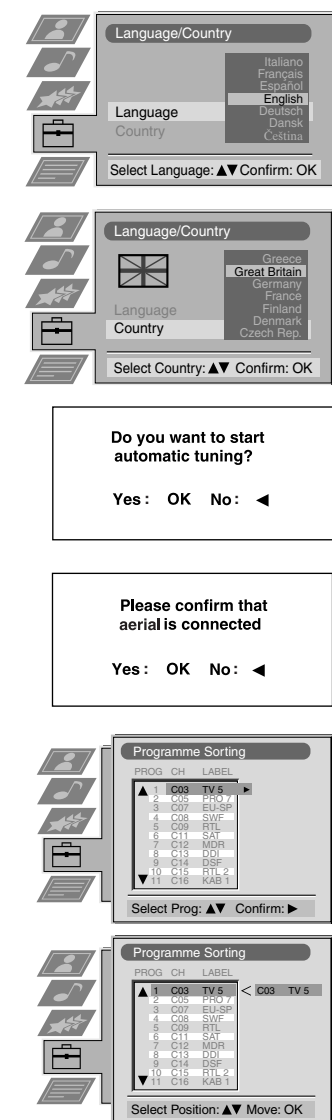 Language/Country
Italiano
Français
Español
English
Language Deutsch
Country Dansk
Čeština
Select Language: ▲▼ Confirm: OK
Language/Country
Greece
Great Britain
Germany
France
Language Finland
Country Denmark
Czech Rep.
Select Country: ▲▼ Confirm: OK
Do you want to start
automatic tuning?
Yes: OK No: ◄
Please confirm that
aerial is connected
Yes: OK No: ◄
Programme Sorting
PROG CH LABEL
▲ 1 C03 TV 5 ►
2 C05 PRO 7
3 C07 EU-SP
4 C08 SWF
5 C09 RTL
6 C11 SAT
7 C12 MDR
8 C13 DDI
9 C14 DSF
10 C15 RTL 2
▼ 11 C16 KAB 1
Select Prog: ▲▼ Confirm: ►
Programme Sorting
PROG CH LABEL
▲ 1 C03 TV 5 < C03 TV 5
2 C05 PRO 7
3 C07 EU-SP
4 C08 SWF
5 C09 RTL
6 C11 SAT
7 C12 MDR
8 C13 DDI
9 C14 DSF
10 C15 RTL 2
▼ 11 C16 KAB 1
Select Position: ▲▼ Move: OK